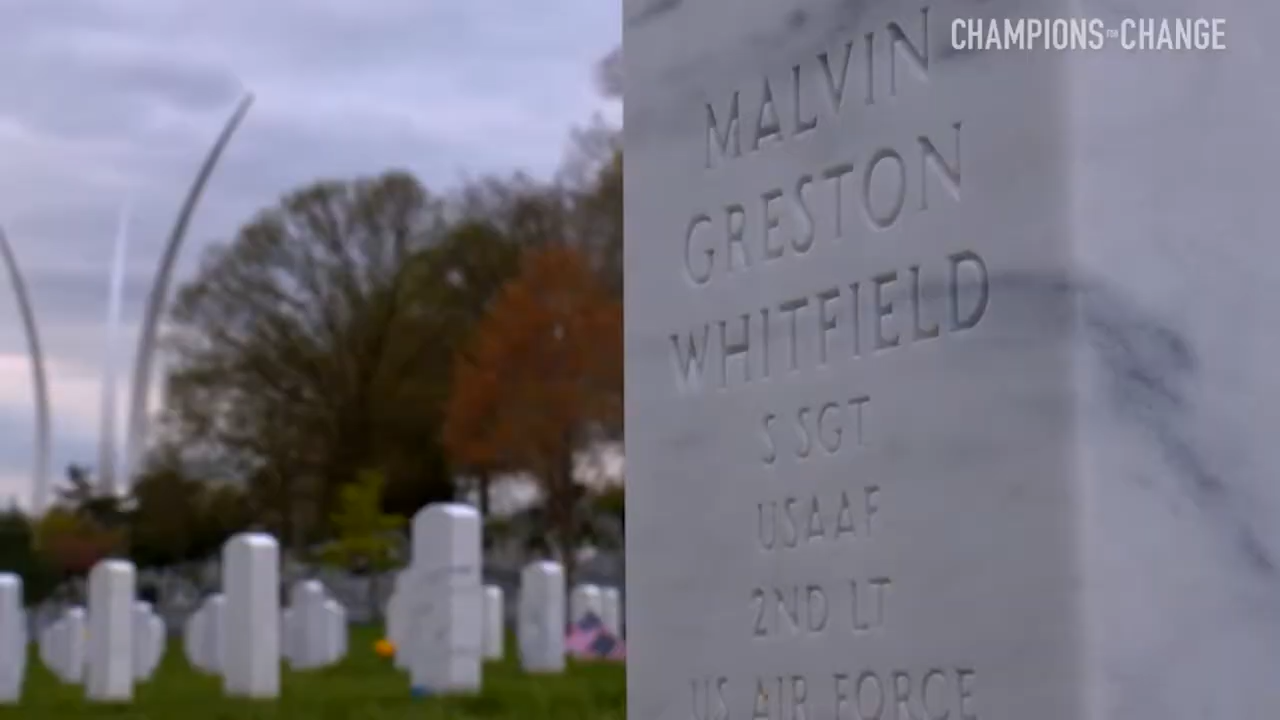 CHAMPIONS FOR CHANGE
MALVIN
GRESTON
WHITFIELD
S SGT
USAAF
2ND LT
US AIR FORCE